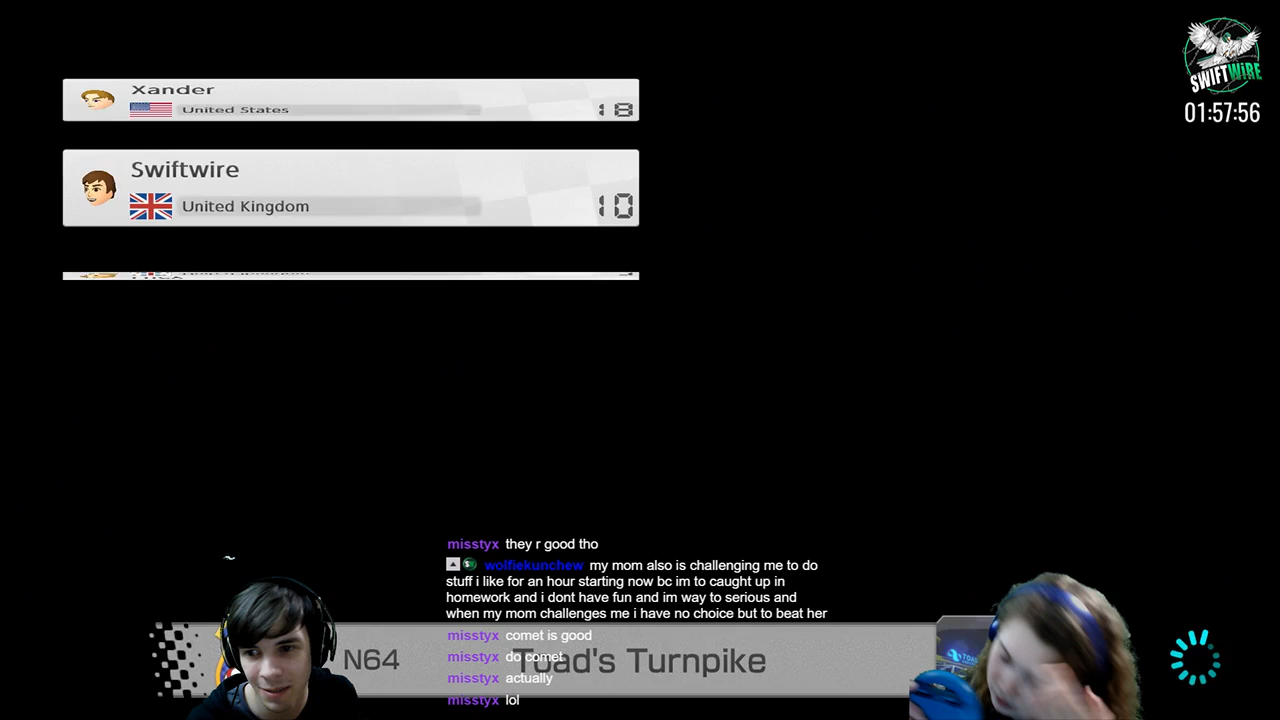 Xander
United States
18
SWIFTWIRE
01:57:56
Swiftwire
United Kingdom
10
misstyx they r good tho
wolfiekunchew my mom also is challenging me to do
stuff i like for an hour starting now bc im to caught up in
homework and i dont have fun and im way to serious and
when my mom challenges me i have no choice but to beat her
misstyx comet is good
misstyx do comet
misstyx actually
misstyx lol
N64 Toad's Turnpike